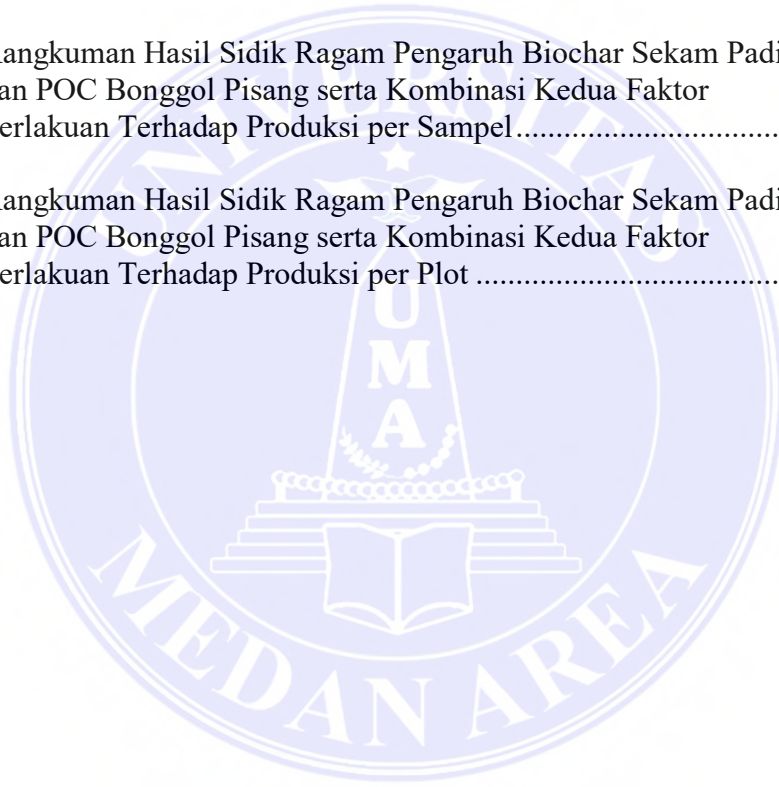 angkuman Hasil Sidik Ragam Pengaruh Biochar Sekam Padi
an POC Bonggol Pisang serta Kombinasi Kedua Faktor
erlakuan Terhadap Produksi per Sampel.................................
angkuman Hasil Sidik Ragam Pengaruh Biochar Sekam Padi
an POC Bonggol Pisang serta Kombinasi Kedua Faktor
erlakuan Terhadap Produksi per Plot ......................................
UNIVERSITAS
UMA
MEDAN AREA